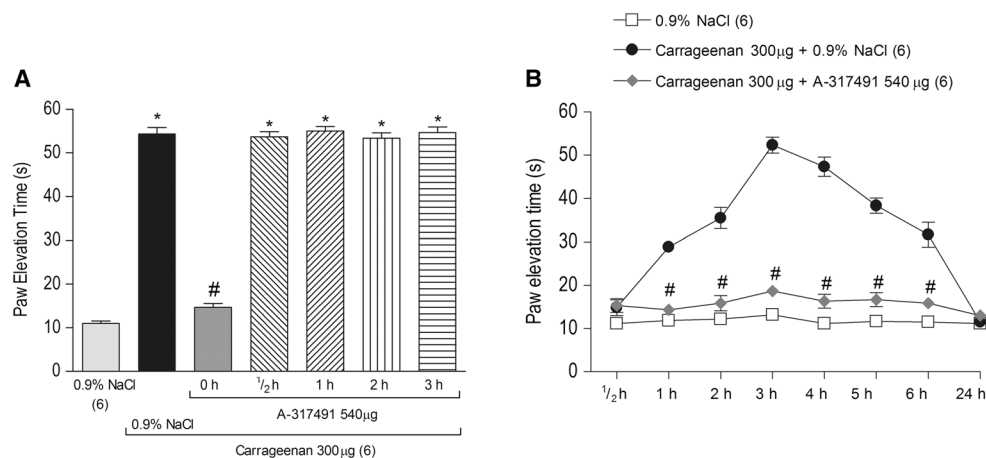 A
Paw Elevation Time (s)
60
50
40
30
20
10
0
*
#
*
*
*
*
0.9% NaCl
(6)
0 h
1/2 h
1 h
2 h
3 h
A-317491 540µg
0.9% NaCl
Carrageenan 300µg (6)
0.9% NaCl (6)
Carrageenan 300µg + 0.9% NaCl (6)
Carrageenan 300µg + A-317491 540 µg (6)
B
Paw elevation time (s)
60
50
40
30
20
10
0
# # # # # #
1/2 h 1 h 2 h 3 h 4 h 5 h 6 h 24 h